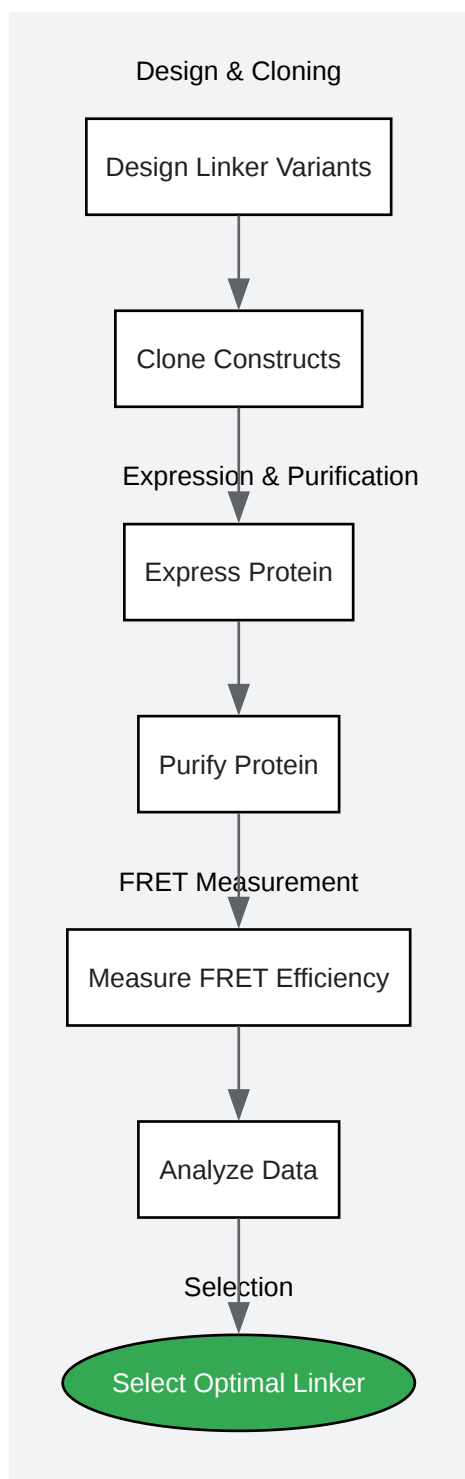 Design & Cloning
Design Linker Variants
Clone Constructs
Expression & Purification
Express Protein
Purify Protein
FRET Measurement
Measure FRET Efficiency
Analyze Data
Selection
Select Optimal Linker